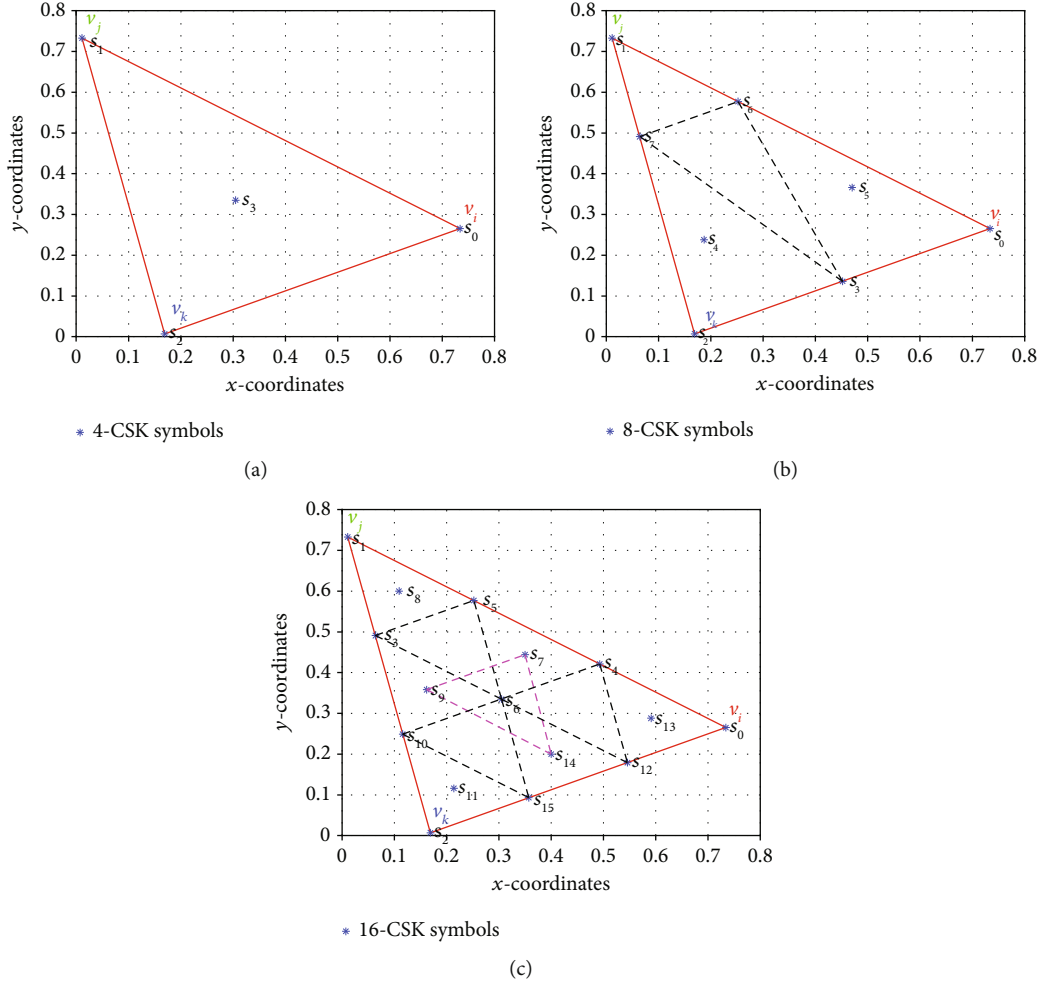 0.8
0.7
0.6
0.5
0.4
0.3
0.2
0.1
0
y-coordinates
v_j
s_1
s_3
v_i
s_0
v_k
s_2
0 0.1 0.2 0.3 0.4 0.5 0.6 0.7 0.8
x-coordinates
* 4-CSK symbols
(a)
0.8
0.7
0.6
0.5
0.4
0.3
0.2
0.1
0
y-coordinates
v_j
s_1
s_6
s_7
s_5
v_i
s_0
s_4
s_3
v_k
s_2
0 0.1 0.2 0.3 0.4 0.5 0.6 0.7 0.8
x-coordinates
* 8-CSK symbols
(b)
0.8
0.7
0.6
0.5
0.4
0.3
0.2
0.1
0
y-coordinates
v_j
s_1
s_8
s_5
s_3
s_7
s_4
s_9
s_6
v_i
s_13
s_0
s_10
s_14
s_12
s_11
s_15
v_k
s_2
0 0.1 0.2 0.3 0.4 0.5 0.6 0.7 0.8
x-coordinates
* 16-CSK symbols
(c)